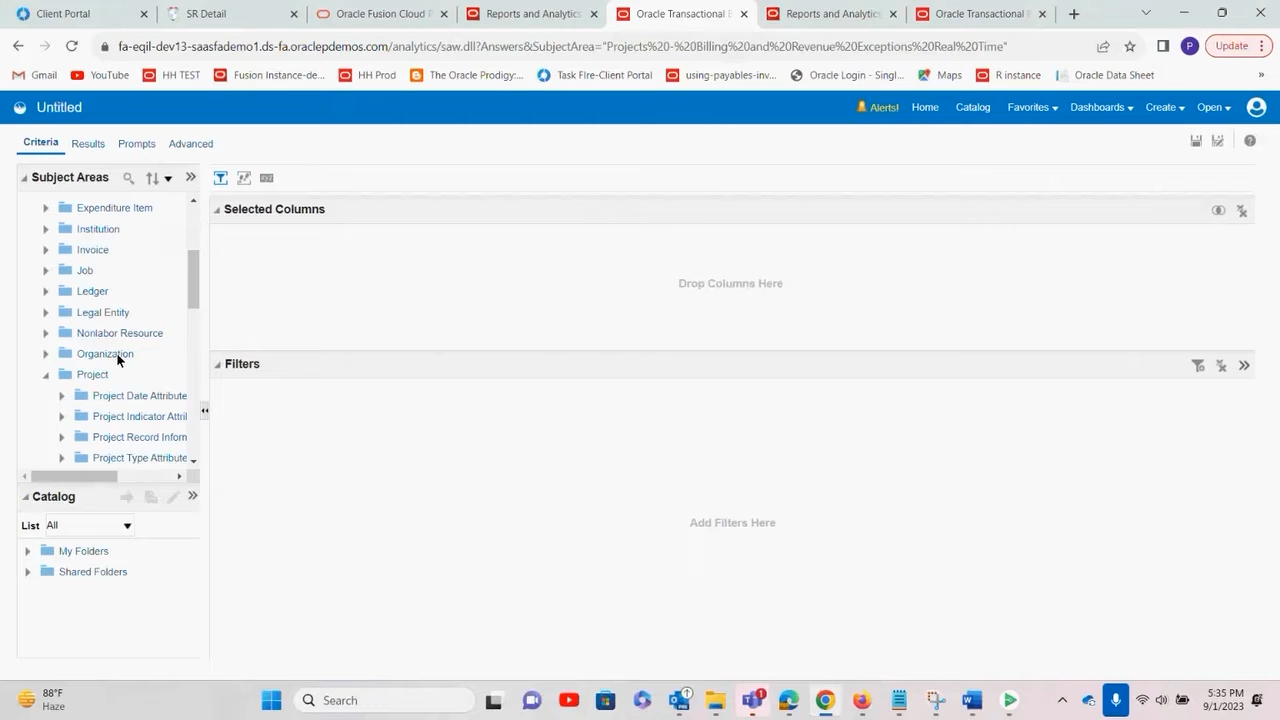 Client Portal
SR Detail
Oracle Fusion Cloud
Reports and Analytics
Oracle Transactional
Reports and Analytics
Oracle Transactional
fa-eqil-dev13-saasfademo1.ds-fa.oraclepdemos.com/analytics/saw.dll?Answers&SubjectArea="Projects%20-%20Billing%20and%20Revenue%20Exceptions%20Real%20Time"
P
Update
Gmail
YouTube
HH TEST
Fusion Instance-de...
HH Prod
The Oracle Prodigy:...
Task FIre-Client Portal
using-payables-inv...
Oracle Login - Singl...
Maps
R instance
Oracle Data Sheet
»
Untitled
Alerts!
Home
Catalog
Favorites
Dashboards
Create
Open
Criteria
Results
Prompts
Advanced
Subject Areas
Selected Columns
Expenditure Item
Institution
Invoice
Job
Ledger
Legal Entity
Nonlabor Resource
Organization
Project
Project Date Attribute
Project Indicator Attril
Project Record Inform
Project Type Attribute
Drop Columns Here
Filters
Add Filters Here
Catalog
List All
My Folders
Shared Folders
88°F
Haze
Search
1
5:35 PM
9/1/2023